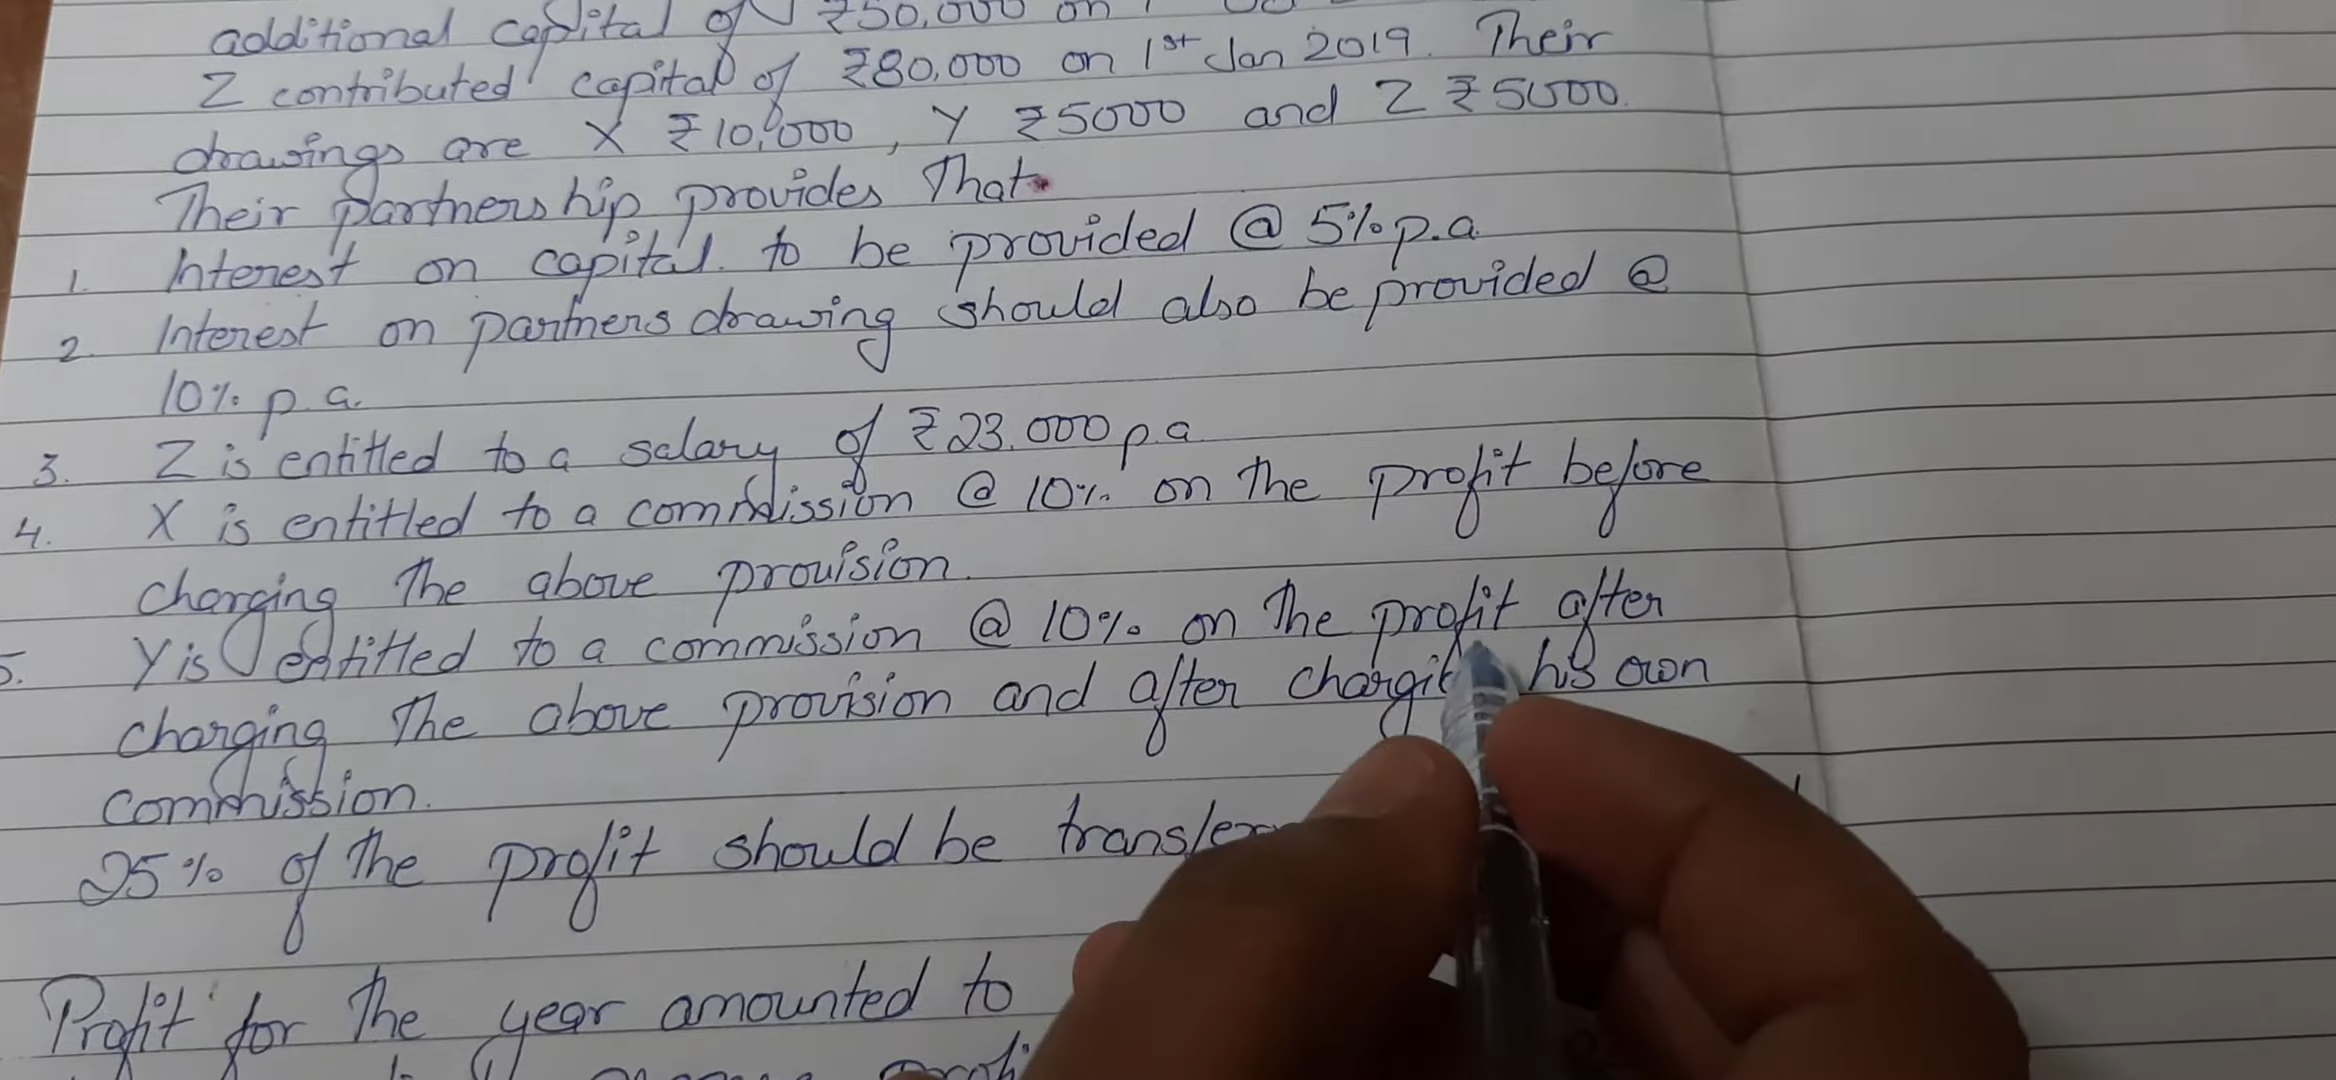 additional capital of ₹50,000 on
Z contributed capital of ₹80,000 on 1st Jan 2019. Their
drawings are X ₹10,000, Y ₹5000 and Z ₹5000.
Their partnership provides That
1. Interest on capital. to be provided @ 5% p.a.
2. Interest on partners drawing should also be provided @
10% p.a.
3. Z is entitled to a salary of ₹23,000 p.a
4. X is entitled to a commission @ 10% on the profit before
charging the above provision.
5. Y is entitled to a commission @ 10% on the profit after
charging the above provision and after his own
commission.
25% of the profit should be
Profit for the year amounted to